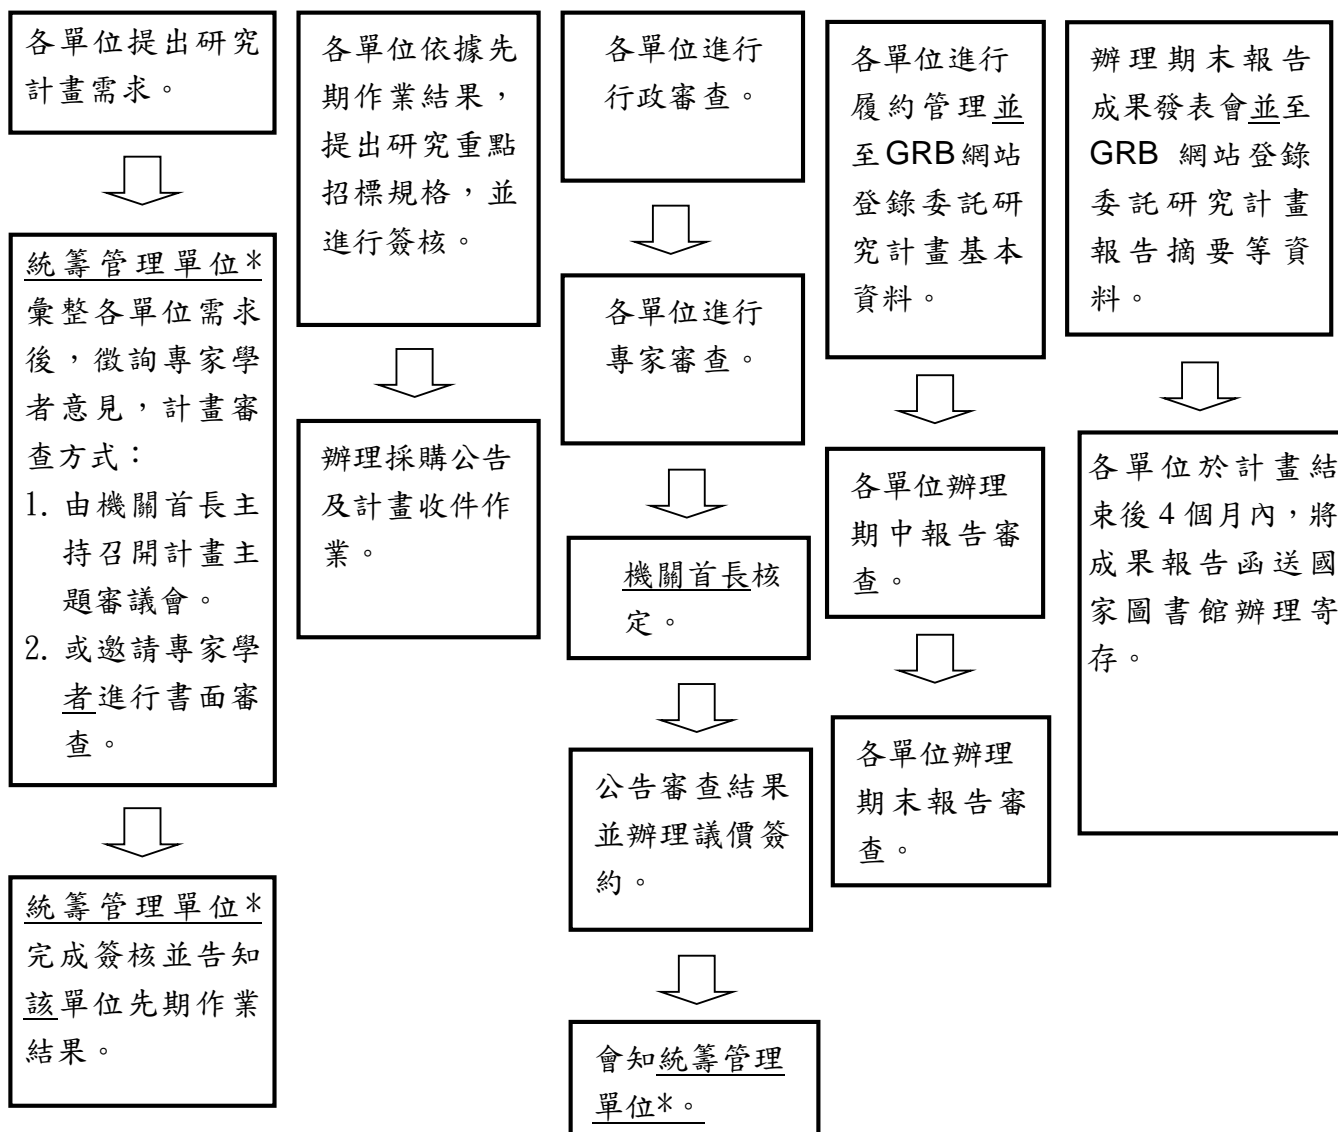 各單位提出研究
計畫需求。
統籌管理單位*
彙整各單位需求
後，徵詢專家學
者意見，計畫審
查方式：
1. 由機關首長主
持召開計畫主
題審議會。
2. 或邀請專家學
者進行書面審
查。
統籌管理單位*
完成簽核並告知
該單位先期作業
結果。
各單位依據先
期作業結果，
提出研究重點
招標規格，並
進行簽核。
辦理採購公告
及計畫收件作
業。
各單位進行
行政審查。
各單位進行
專家審查。
機關首長核
定。
公告審查結果
並辦理議價簽
約。
會知統籌管理
單位*。
各單位進行
履約管理並
至GRB網站
登錄委託研
究計畫基本
資料。
各單位辦理
期中報告審
查。
各單位辦理
期末報告審
查。
辦理期末報告
成果發表會並至
GRB 網站登錄
委託研究計畫
報告摘要等資
料。
各單位於計畫結
束後4個月內，將
成果報告函送國
家圖書館辦理寄
存。